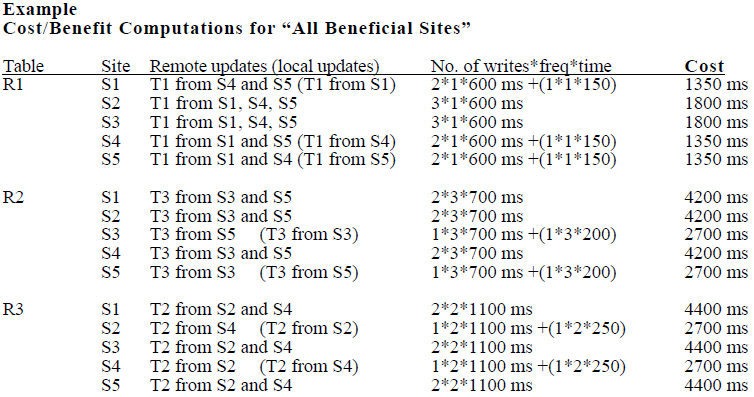 Example
Cost/Benefit Computations for “All Beneficial Sites”
Table Site Remote updates (local updates) No. of writes*freq*time Cost
R1 S1 T1 from S4 and S5 (T1 from S1) 2*1*600 ms +(1*1*150) 1350 ms
S2 T1 from S1, S4, S5 3*1*600 ms 1800 ms
S3 T1 from S1, S4, S5 3*1*600 ms 1800 ms
S4 T1 from S1 and S5 (T1 from S4) 2*1*600 ms +(1*1*150) 1350 ms
S5 T1 from S1 and S4 (T1 from S5) 2*1*600 ms +(1*1*150) 1350 ms
R2 S1 T3 from S3 and S5 2*3*700 ms 4200 ms
S2 T3 from S3 and S5 2*3*700 ms 4200 ms
S3 T3 from S5 (T3 from S3) 1*3*700 ms +(1*3*200) 2700 ms
S4 T3 from S3 and S5 2*3*700 ms 4200 ms
S5 T3 from S3 (T3 from S5) 1*3*700 ms +(1*3*200) 2700 ms
R3 S1 T2 from S2 and S4 2*2*1100 ms 4400 ms
S2 T2 from S4 (T2 from S2) 1*2*1100 ms +(1*2*250) 2700 ms
S3 T2 from S2 and S4 2*2*1100 ms 4400 ms
S4 T2 from S2 (T2 from S4) 1*2*1100 ms +(1*2*250) 2700 ms
S5 T2 from S2 and S4 2*2*1100 ms 4400 ms